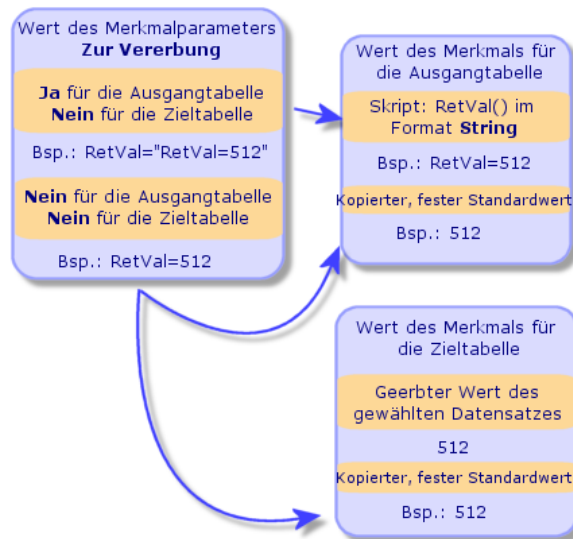 Wert des Merkmalparameters
Zur Vererbung
Ja für die Ausgangtabelle
Nein für die Zieltabelle
Bsp.: RetVal="RetVal=512"
Nein für die Ausgangtabelle
Nein für die Zieltabelle
Bsp.: RetVal=512
Wert des Merkmals für
die Ausgangtabelle
Skript: RetVal() im
Format String
Bsp.: RetVal=512
Kopierter, fester Standardwert
Bsp.: 512
Wert des Merkmals für
die Zieltabelle
Geerbter Wert des
gewählten Datensatzes
512
Kopierter, fester Standardwert
Bsp.: 512